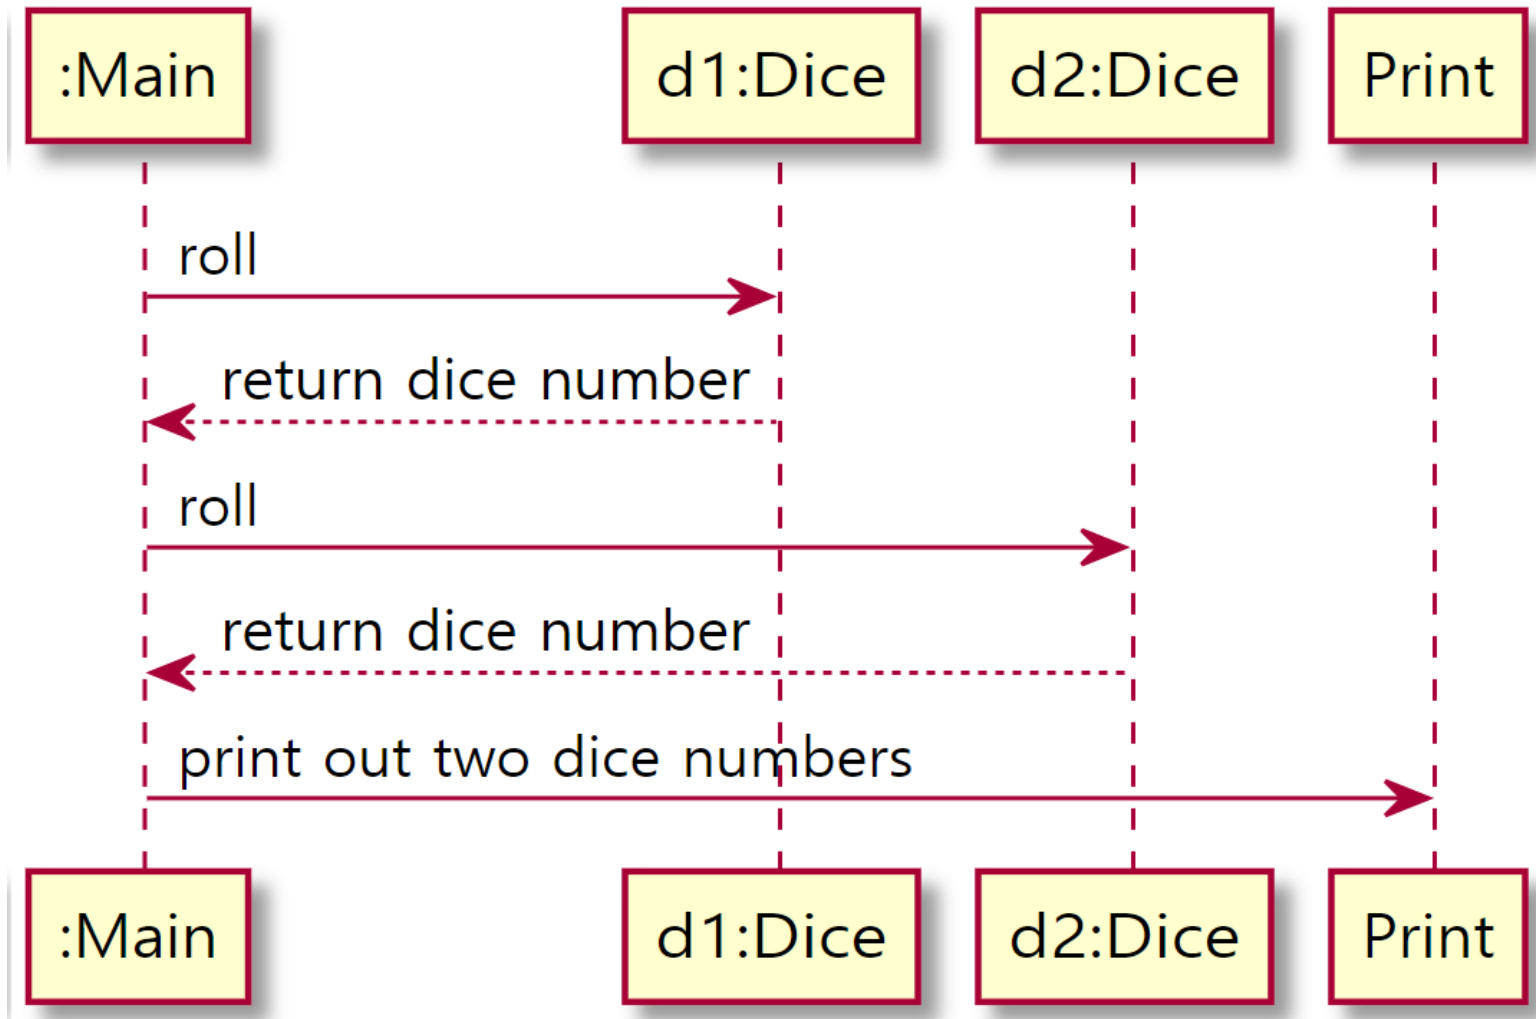 :Main
d1:Dice
d2:Dice
Print
roll
return dice number
roll
return dice number
print out two dice numbers
:Main
d1:Dice
d2:Dice
Print